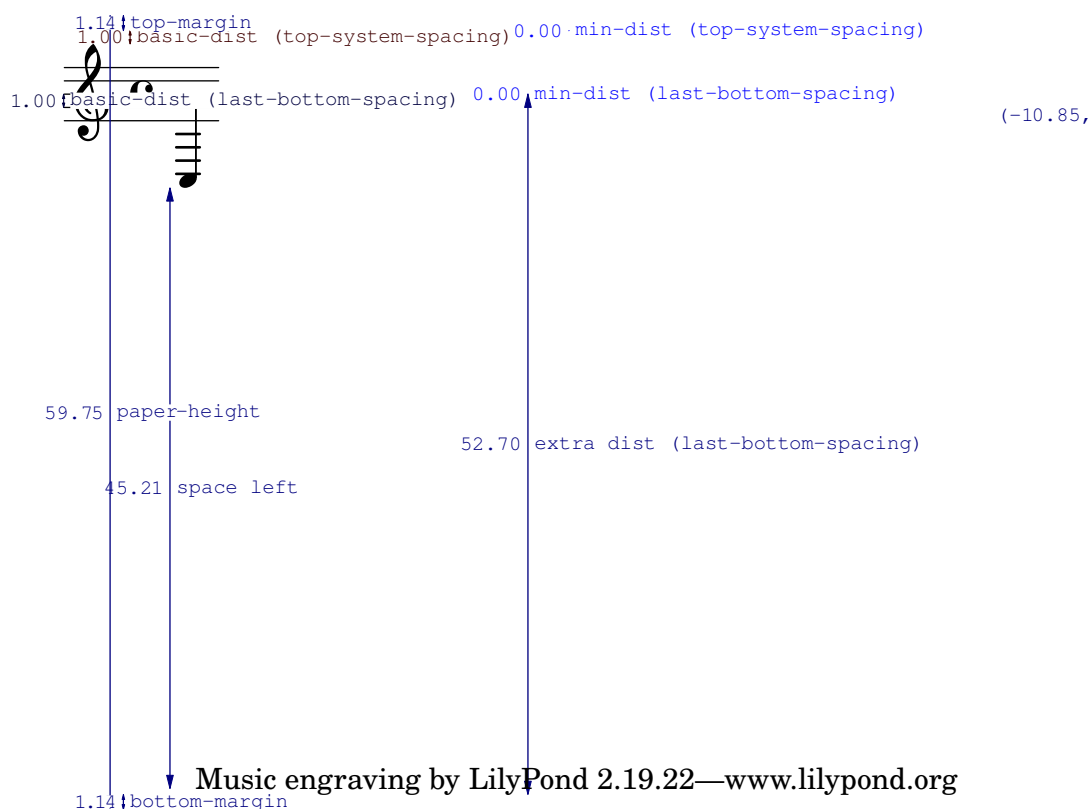 1.14 top-margin
0.00 min-dist (top-system-spacing)
1.00 basic-dist (top-system-spacing)
0.00 min-dist (last-bottom-spacing)
1.00 basic-dist (last-bottom-spacing)
(-10.85,
59.75 paper-height
52.70 extra dist (last-bottom-spacing)
45.21 space left
Music engraving by LilyPond 2.19.22—www.lilypond.org
1.14 bottom-margin